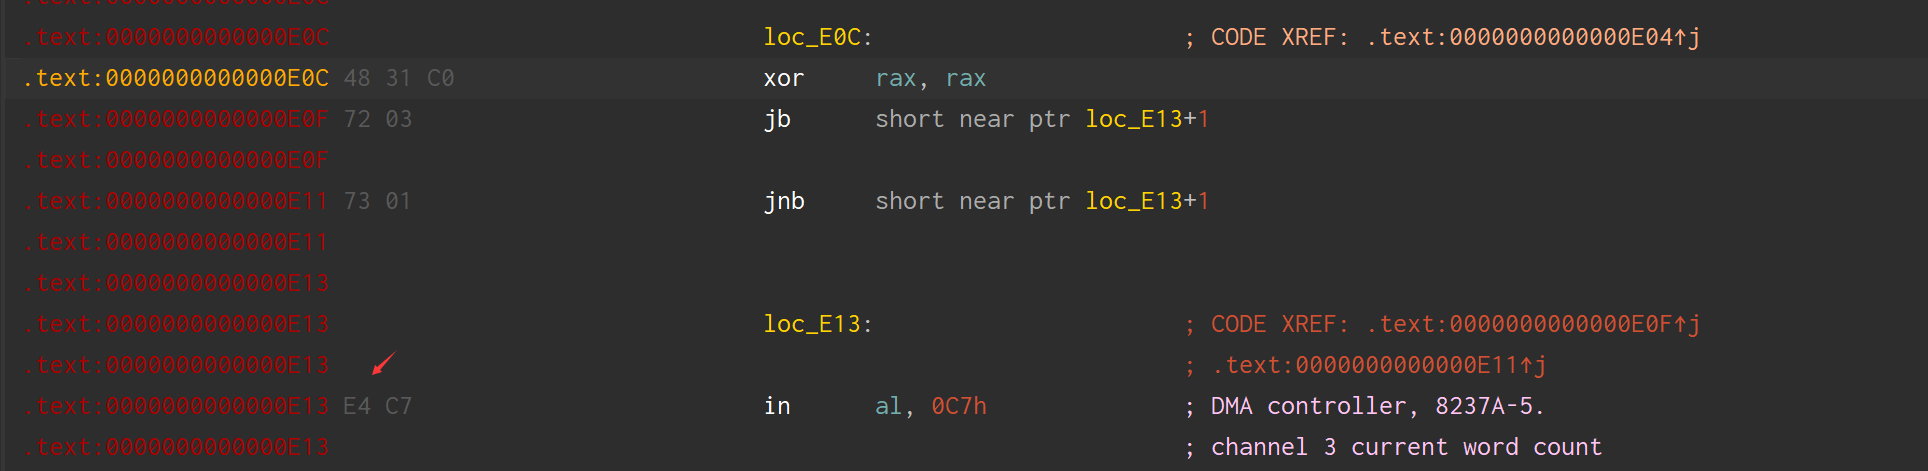 .text:0000000000000E0C
.text:0000000000000E0C loc_E0C: ; CODE XREF: .text:0000000000000E04↑j
.text:0000000000000E0C 48 31 C0 xor rax, rax
.text:0000000000000E0F 72 03 jb short near ptr loc_E13+1
.text:0000000000000E0F
.text:0000000000000E11 73 01 jnb short near ptr loc_E13+1
.text:0000000000000E11
.text:0000000000000E13
.text:0000000000000E13 loc_E13: ; CODE XREF: .text:0000000000000E0F↑j
.text:0000000000000E13 ; .text:0000000000000E11↑j
.text:0000000000000E13 E4 C7 in al, 0C7h ; DMA controller, 8237A-5.
.text:0000000000000E13 ; channel 3 current word count